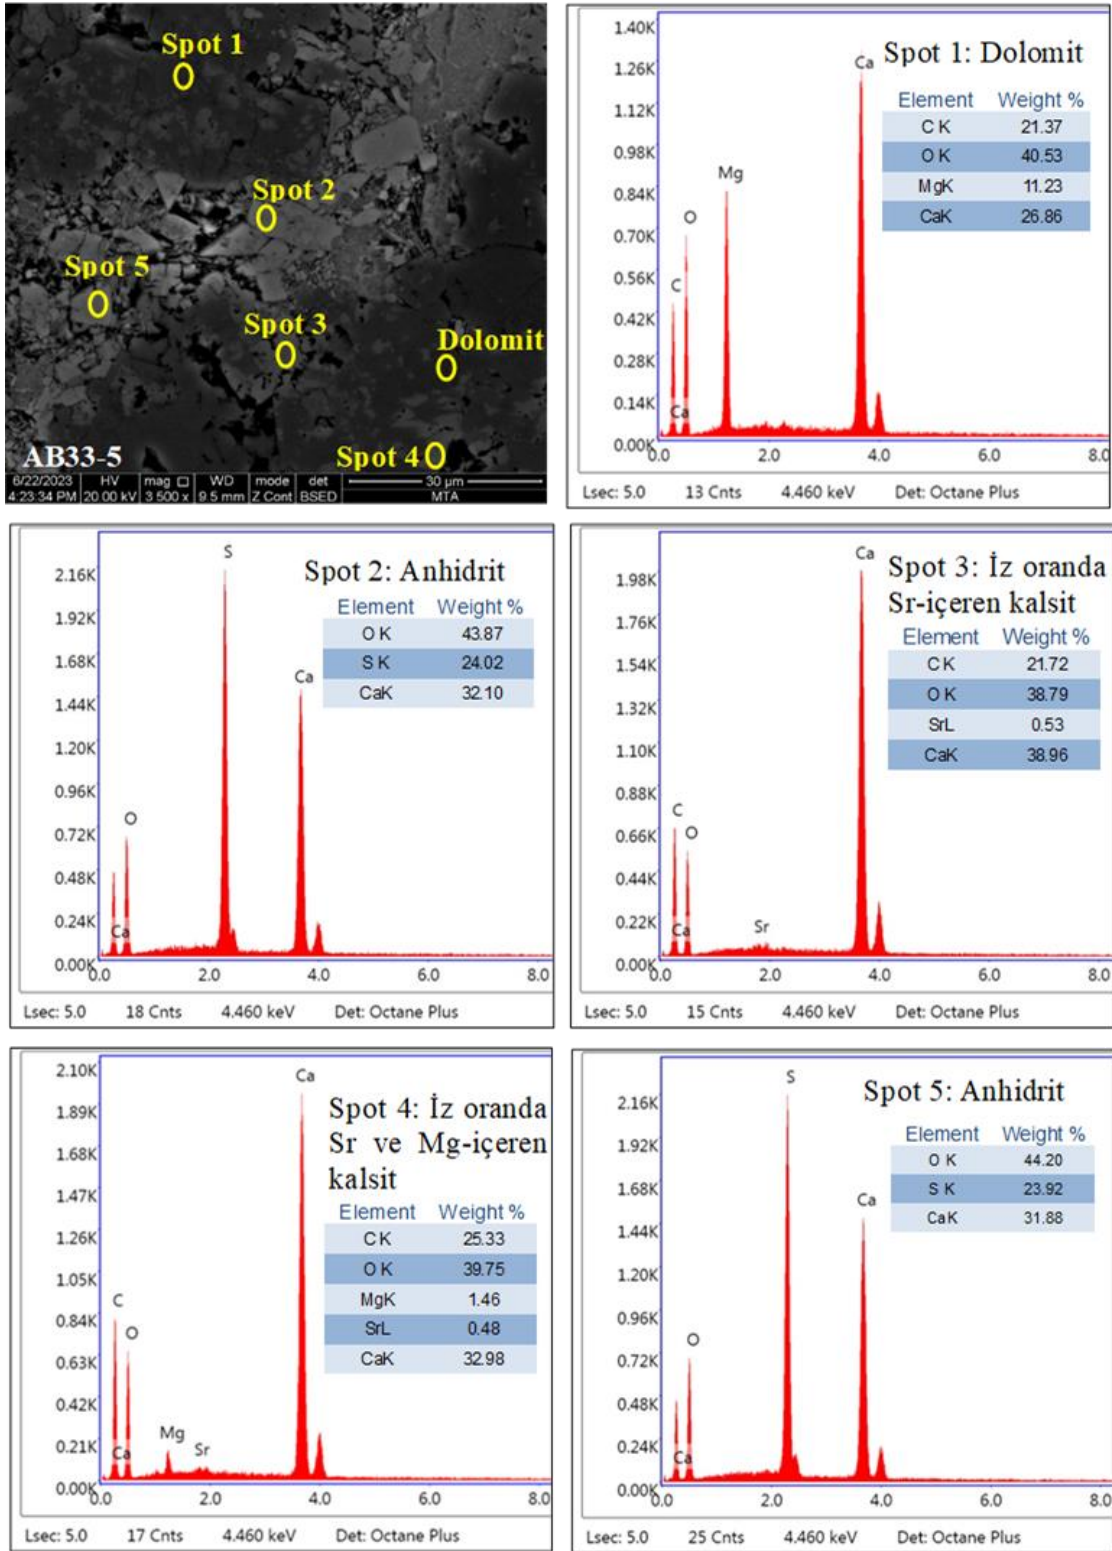 Spot 1
Spot 2
Spot 5
Spot 3
Dolomit
Spot 4
AB33-5
6/22/2023 HV mag □ WD mode det 30 µm
4:23:34 PM 20.00 kV 3 500 x 9.5 mm Z Cont BSED MTA
Spot 1: Dolomit
Element Weight %
C K 21.37
O K 40.53
MgK 11.23
CaK 26.86
Ca
Mg
O
C
Ca
1.40K
1.26K
1.12K
0.98K
0.84K
0.70K
0.56K
0.42K
0.28K
0.14K
0.00K
0.0 2.0 4.0 6.0 8.0
Lsec: 5.0 13 Cnts 4.460 keV Det: Octane Plus
Spot 2: Anhidrit
Element Weight %
O K 43.87
S K 24.02
CaK 32.10
S
Ca
O
Ca
2.16K
1.92K
1.68K
1.44K
1.20K
0.96K
0.72K
0.48K
0.24K
0.00K
0.0 2.0 4.0 6.0 8.0
Lsec: 5.0 18 Cnts 4.460 keV Det: Octane Plus
Spot 3: İz oranda
Sr-içeren kalsit
Element Weight %
C K 21.72
O K 38.79
SrL 0.53
CaK 38.96
Ca
C
O
Ca
Sr
1.98K
1.76K
1.54K
1.32K
1.10K
0.88K
0.66K
0.44K
0.22K
0.00K
0.0 2.0 4.0 6.0 8.0
Lsec: 5.0 15 Cnts 4.460 keV Det: Octane Plus
Spot 4: İz oranda
Sr ve Mg-içeren
kalsit
Element Weight %
C K 25.33
O K 39.75
MgK 1.46
SrL 0.48
CaK 32.98
Ca
C
O
Ca
Mg
Sr
2.10K
1.89K
1.68K
1.47K
1.26K
1.05K
0.84K
0.63K
0.42K
0.21K
0.00K
0.0 2.0 4.0 6.0 8.0
Lsec: 5.0 17 Cnts 4.460 keV Det: Octane Plus
Spot 5: Anhidrit
Element Weight %
O K 44.20
S K 23.92
CaK 31.88
S
Ca
O
Ca
2.16K
1.92K
1.68K
1.44K
1.20K
0.96K
0.72K
0.48K
0.24K
0.00K
0.0 2.0 4.0 6.0 8.0
Lsec: 5.0 25 Cnts 4.460 keV Det: Octane Plus